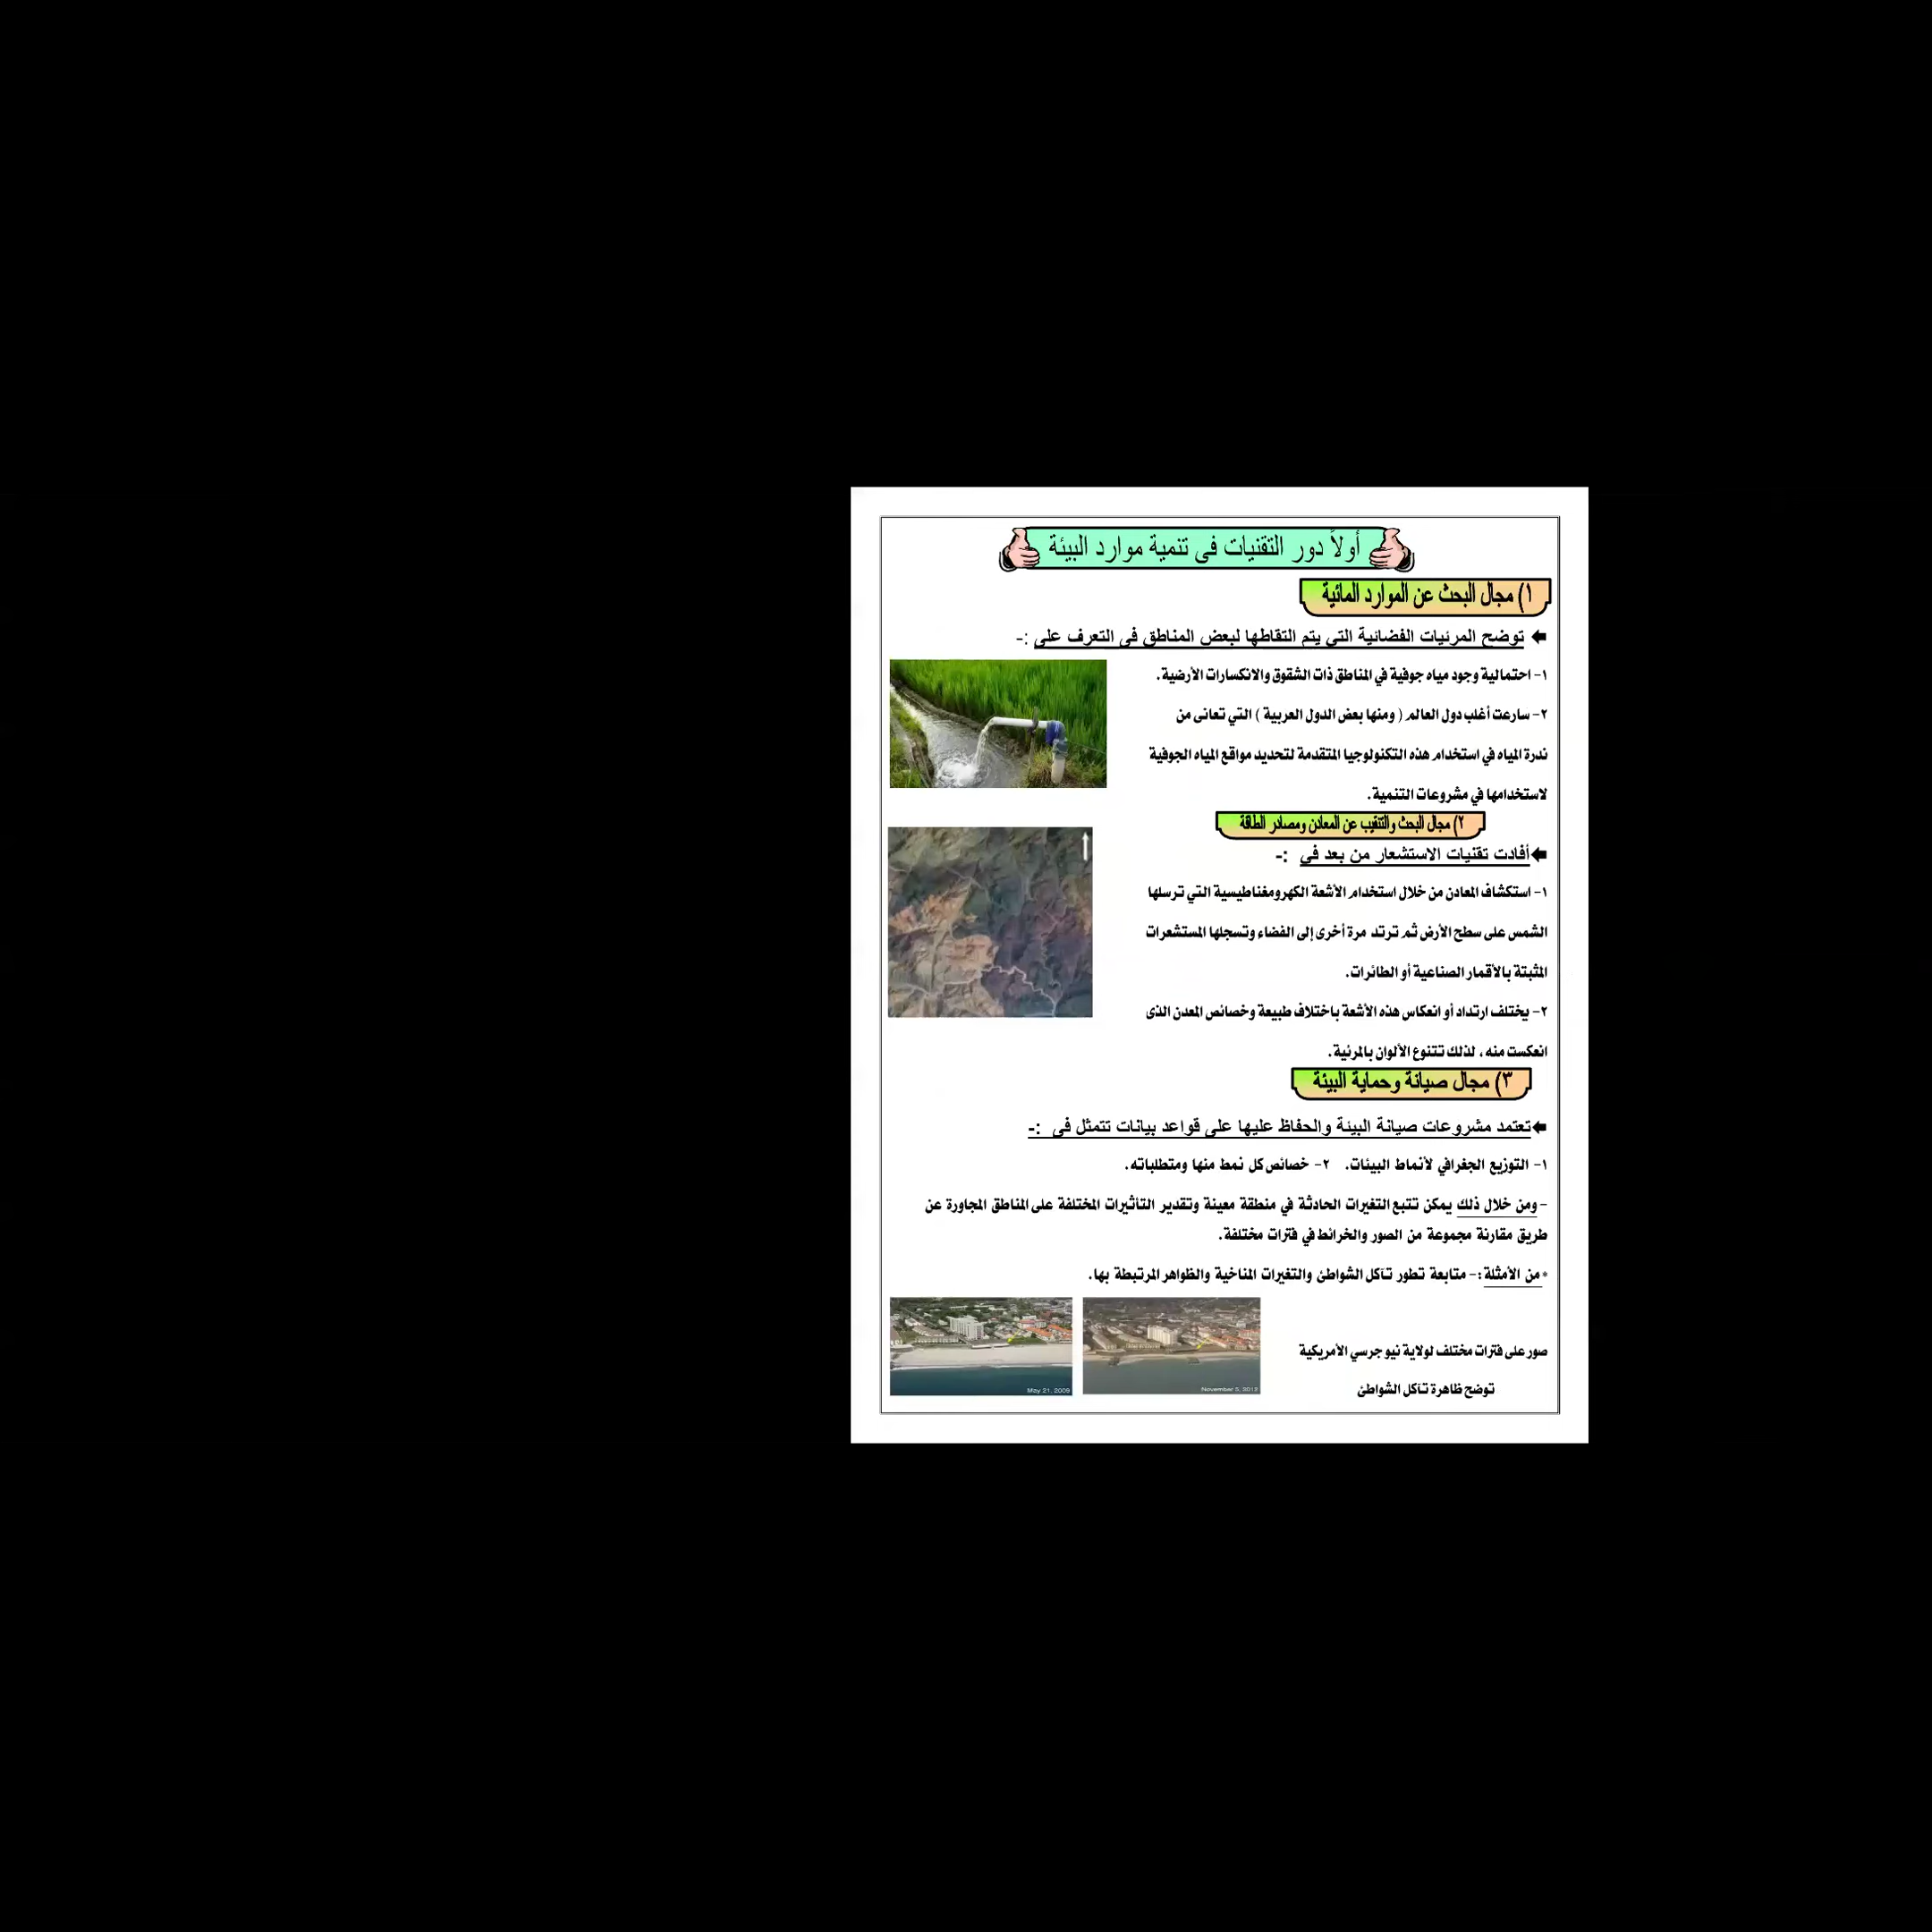 أولاً دور التقنيات فى تنمية موارد البيئة
١) مجال البحث عن الموارد المائية
توضح المرئيات الفضائية التي يتم التقاطها لبعض المناطق فى التعرف على :-
١- احتمالية وجود مياه جوفية في المناطق ذات الشقوق والانكسارات الأرضية.
٢- سارعت أغلب دول العالم ( ومنها بعض الدول العربية ) التي تعانى من
ندرة المياه في استخدام هذه التكنولوجيا المتقدمة لتحديد مواقع المياه الجوفية
لاستخدامها في مشروعات التنمية.
٢) مجال البحث والتنقيب عن المعادن ومصادر الطاقة
أفادت تقنيات الاستشعار من بعد في :-
١- استكشاف المعادن من خلال استخدام الأشعة الكهرومغناطيسية التي ترسلها
الشمس على سطح الأرض ثم ترتد مرة أخرى إلى الفضاء وتسجلها المستشعرات
المثبتة بالأقمار الصناعية أو الطائرات.
٢- يختلف ارتداد أو انعكاس هذه الأشعة باختلاف طبيعة وخصائص المعدن الذى
انعكست منه ، لذلك تتنوع الألوان بالمرئية.
٣) مجال صيانة وحماية البيئة
تعتمد مشروعات صيانة البيئة والحفاظ عليها على قواعد بيانات تتمثل فى :-
١- التوزيع الجغرافي لأنماط البيئات. ٢- خصائص كل نمط منها ومتطلباته.
- ومن خلال ذلك يمكن تتبع التغيرات الحادثة في منطقة معينة وتقدير التأثيرات المختلفة على المناطق المجاورة عن
طريق مقارنة مجموعة من الصور والخرائط في فترات مختلفة.
*من الأمثلة :- متابعة تطور تآكل الشواطئ والتغيرات المناخية والظواهر المرتبطة بها.
صور على فترات مختلف لولاية نيو جرسي الأمريكية
توضح ظاهرة تآكل الشواطئ
November 5, 2012
May 21, 2009